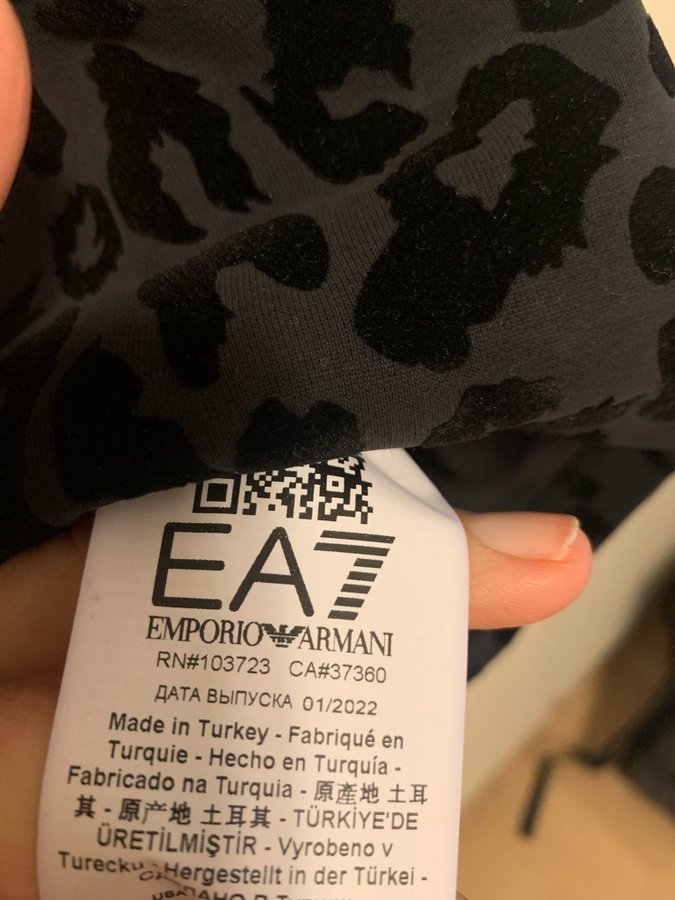 EA7
EMPORIO ARMANI
RN#103723 CA#37360
ДАТА ВЫПУСКА 01/2022
Made in Turkey - Fabriqué en
Turquie - Hecho en Turquía -
Fabricado na Turquia - 原產地 土耳
其 - 原产地 土耳其 - TÜRKİYE'DE
ÜRETİLMİŞTİR - Vyrobeno v
Turecku - Hergestellt in der Türkei -